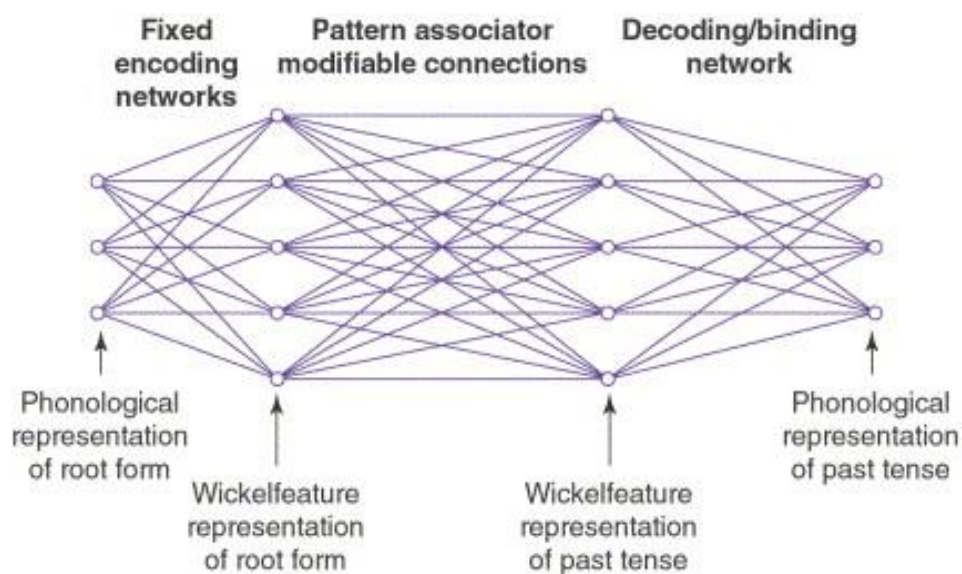 Fixed
encoding
networks
Pattern associator
modifiable connections
Decoding/binding
network
Phonological
representation
of root form
Wickelfeature
representation
of root form
Wickelfeature
representation
of past tense
Phonological
representation
of past tense